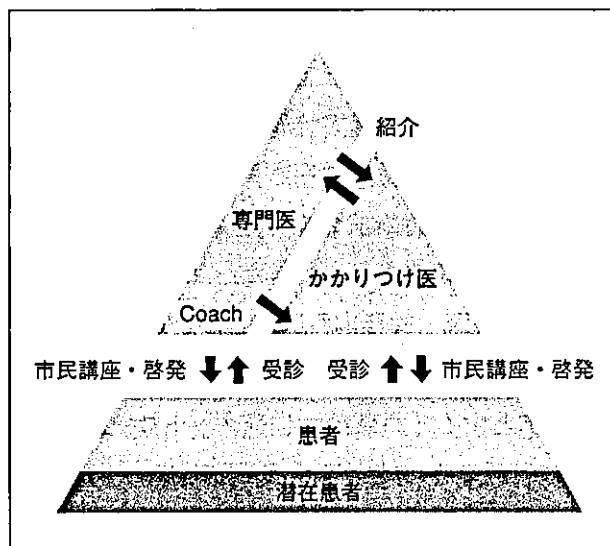 紹介
専門医
かかりつけ医
Coach
市民講座・啓発 受診 受診 市民講座・啓発
患者
潜在患者